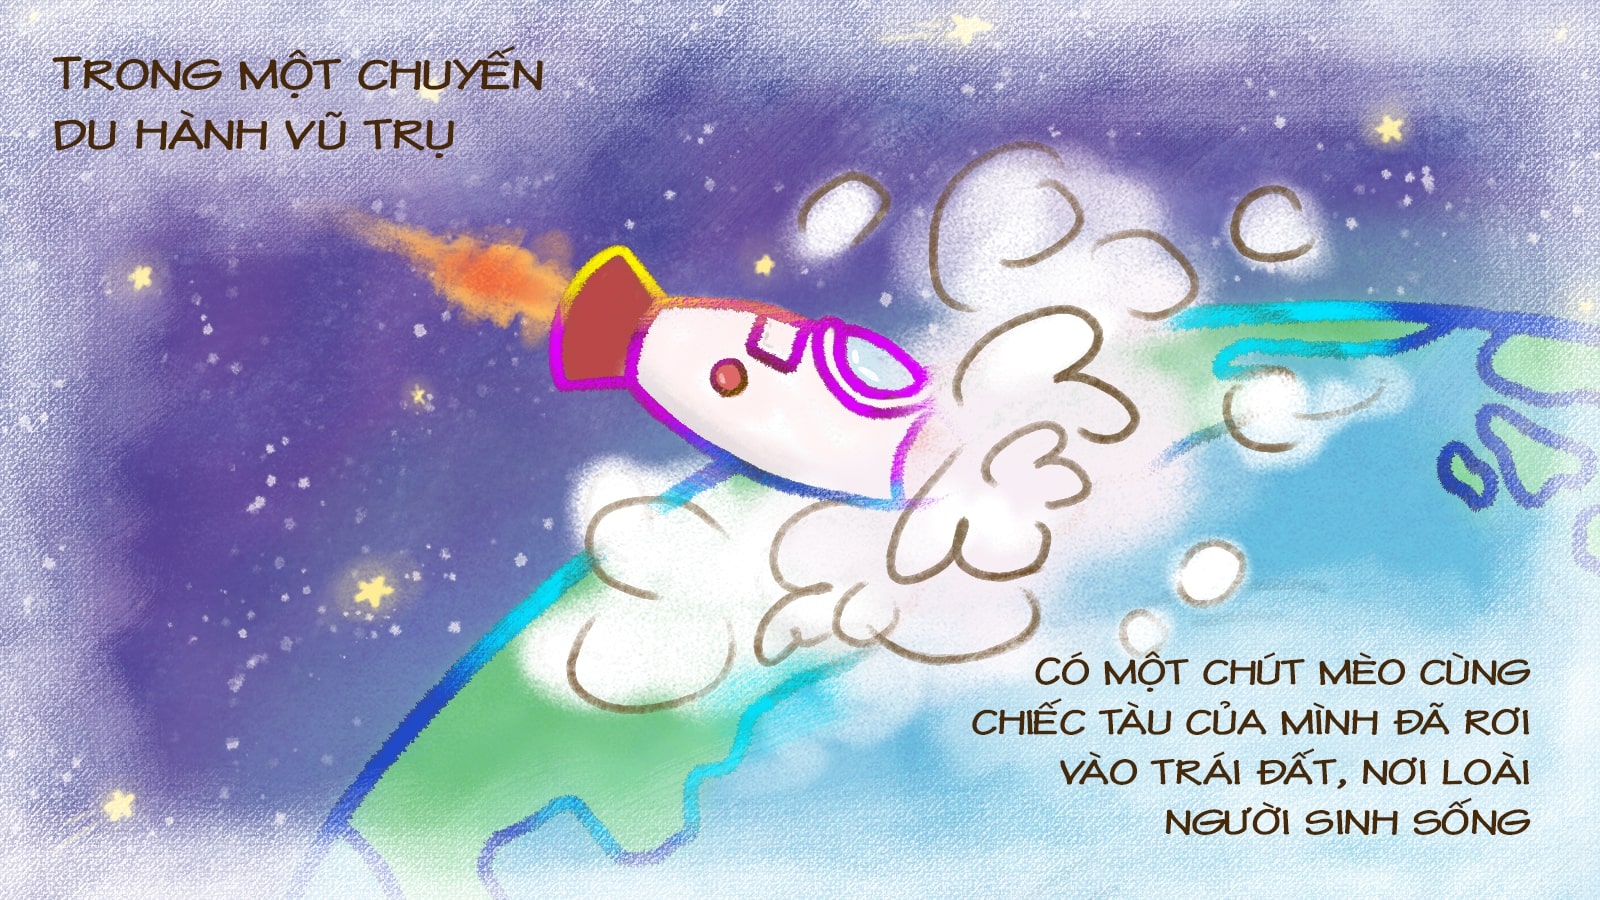 TRONG MỘT CHUYẾN
DU HÀNH VŨ TRỤ
CÓ MỘT CHÚT MÈO CÙNG
CHIẾC TÀU CỦA MÌNH ĐÃ RƠI
VÀO TRÁI ĐẤT, NƠI LOÀI
NGƯỜI SINH SỐNG